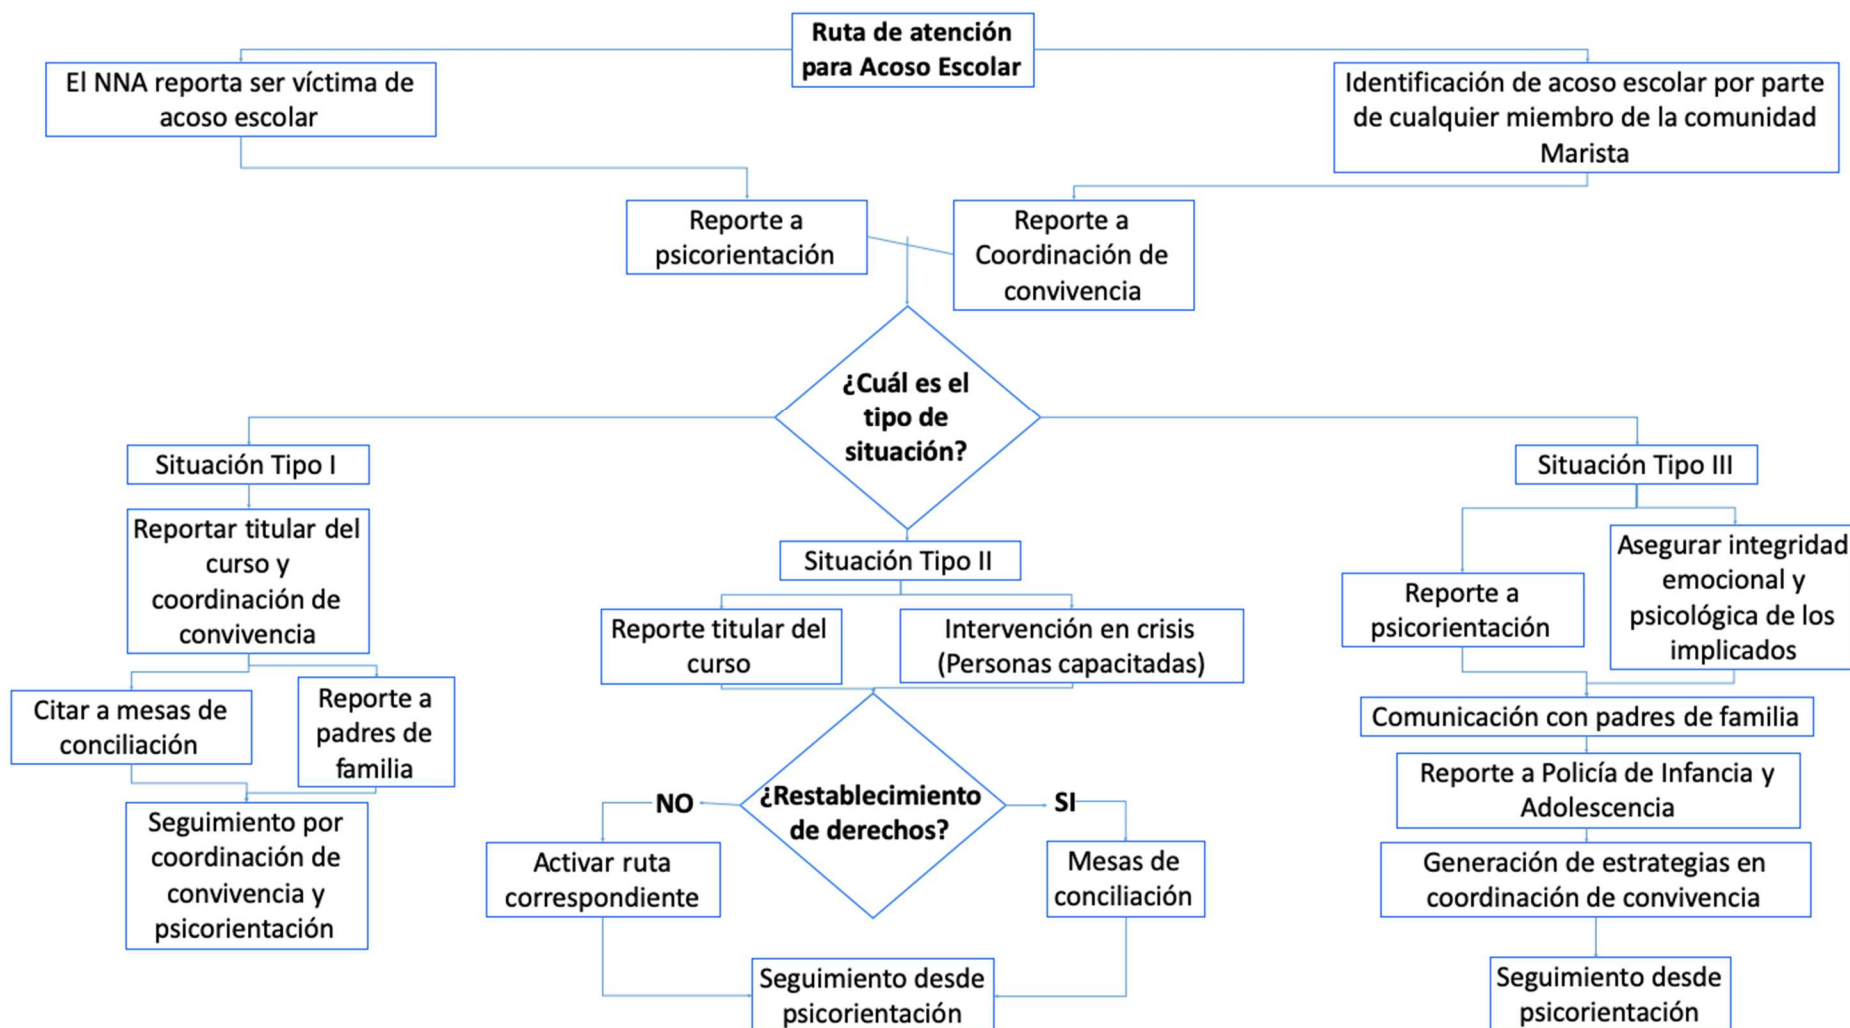 Ruta de atención
para Acoso Escolar
El NNA reporta ser víctima de
acoso escolar
Identificación de acoso escolar por parte
de cualquier miembro de la comunidad
Marista
Reporte a
psicorientación
Reporte a
Coordinación de
convivencia
¿Cuál es el
tipo de
situación?
Situación Tipo I
Reportar titular del
curso y
coordinación de
convivencia
Citar a mesas de
conciliación
Reporte a
padres de
familia
Seguimiento por
coordinación de
convivencia y
psicorientación
Situación Tipo II
Reporte titular del
curso
Intervención en crisis
(Personas capacitadas)
¿Restablecimiento
de derechos?
NO
SI
Activar ruta
correspondiente
Mesas de
conciliación
Seguimiento desde
psicorientación
Situación Tipo III
Reporte a
psicorientación
Asegurar integridad
emocional y
psicológica de los
implicados
Comunicación con padres de familia
Reporte a Policía de Infancia y
Adolescencia
Generación de estrategias en
coordinación de convivencia
Seguimiento desde
psicorientación